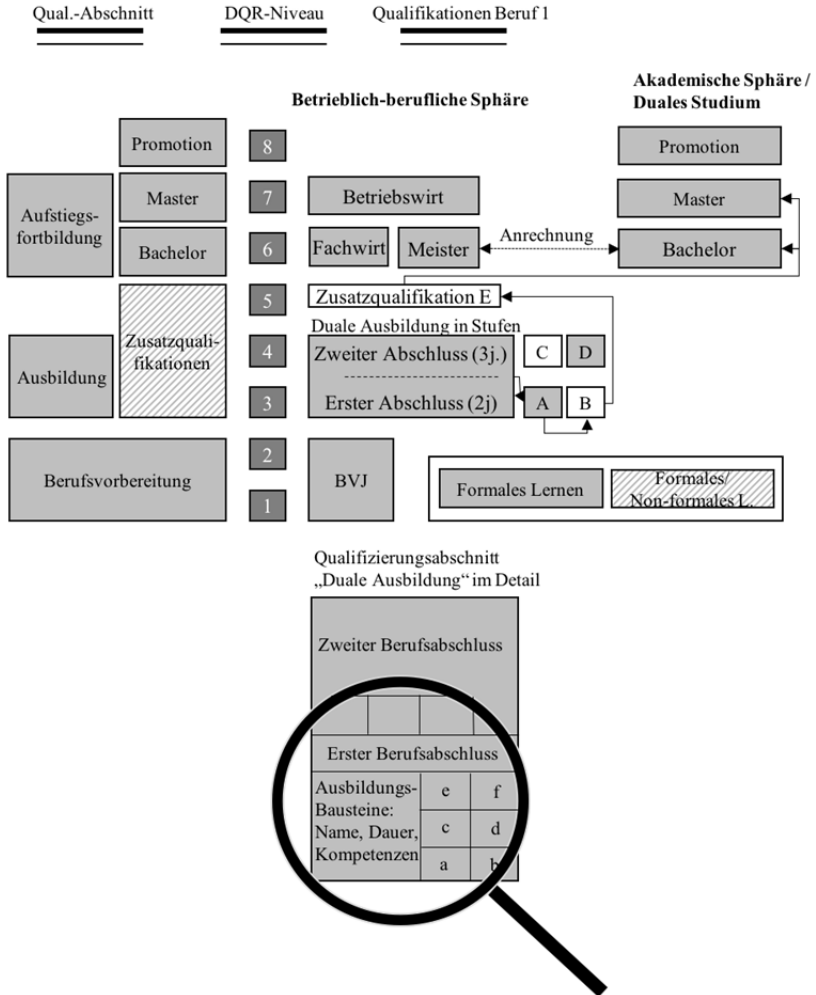 Qual.-Abschnitt
DQR-Niveau
Qualifikationen Beruf 1
Betrieblich-berufliche Sphäre
Akademische Sphäre /
Duales Studium
Promotion
8
Promotion
Aufstiegs-
fortbildung
Master
7
Betriebswirt
Master
Bachelor
6
Fachwirt
Meister
Anrechnung
Bachelor
Zusatzquali-
fikationen
5
Zusatzqualifikation E
Duale Ausbildung in Stufen
Ausbildung
4
Zweiter Abschluss (3j.)
C
D
3
Erster Abschluss (2j)
A
B
Berufsvorbereitung
2
1
BVJ
Formales Lernen
Formales/
Non-formales L.
Qualifizierungsabschnitt
„Duale Ausbildung“ im Detail
Zweiter Berufsabschluss
Erster Berufsabschluss
Ausbildungs-
Bausteine:
Name, Dauer,
Kompetenzen
e
f
c
d
a
b